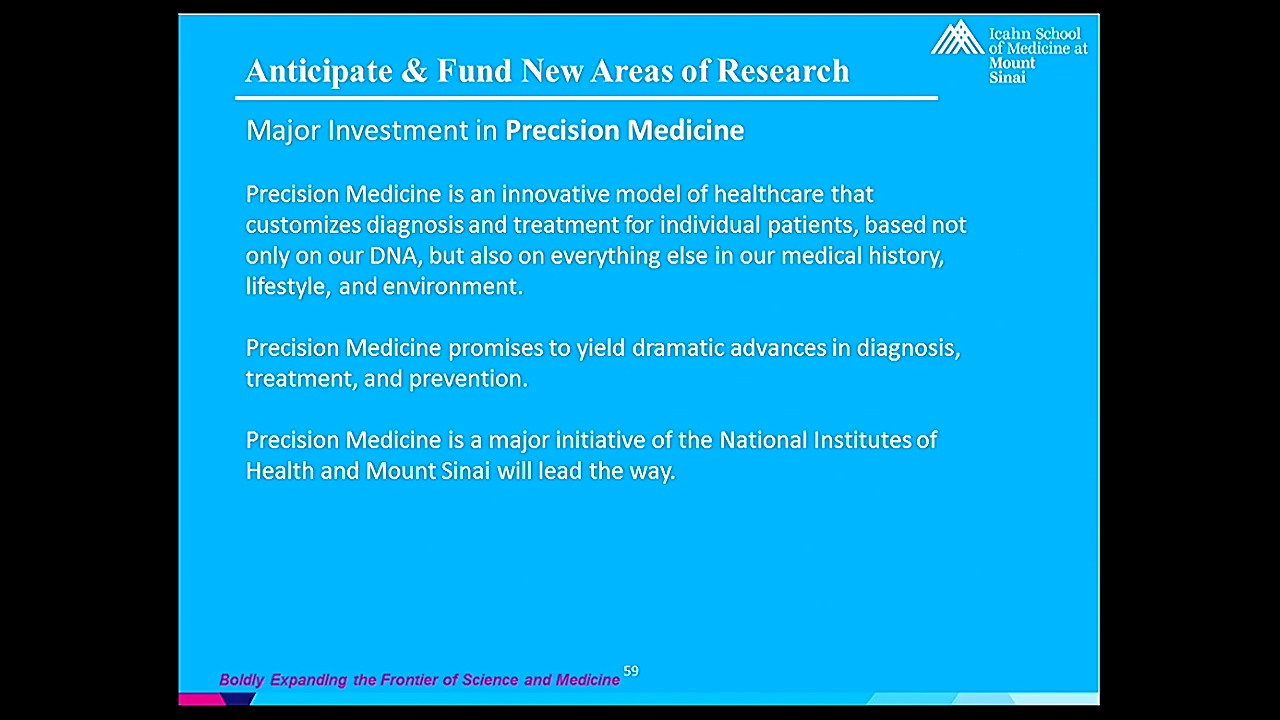 Icahn School
of Medicine at
Mount
Sinai
Anticipate & Fund New Areas of Research
Major Investment in Precision Medicine
Precision Medicine is an innovative model of healthcare that
customizes diagnosis and treatment for individual patients, based not
only on our DNA, but also on everything else in our medical history,
lifestyle, and environment.
Precision Medicine promises to yield dramatic advances in diagnosis,
treatment, and prevention.
Precision Medicine is a major initiative of the National Institutes of
Health and Mount Sinai will lead the way.
Boldly Expanding the Frontier of Science and Medicine
59